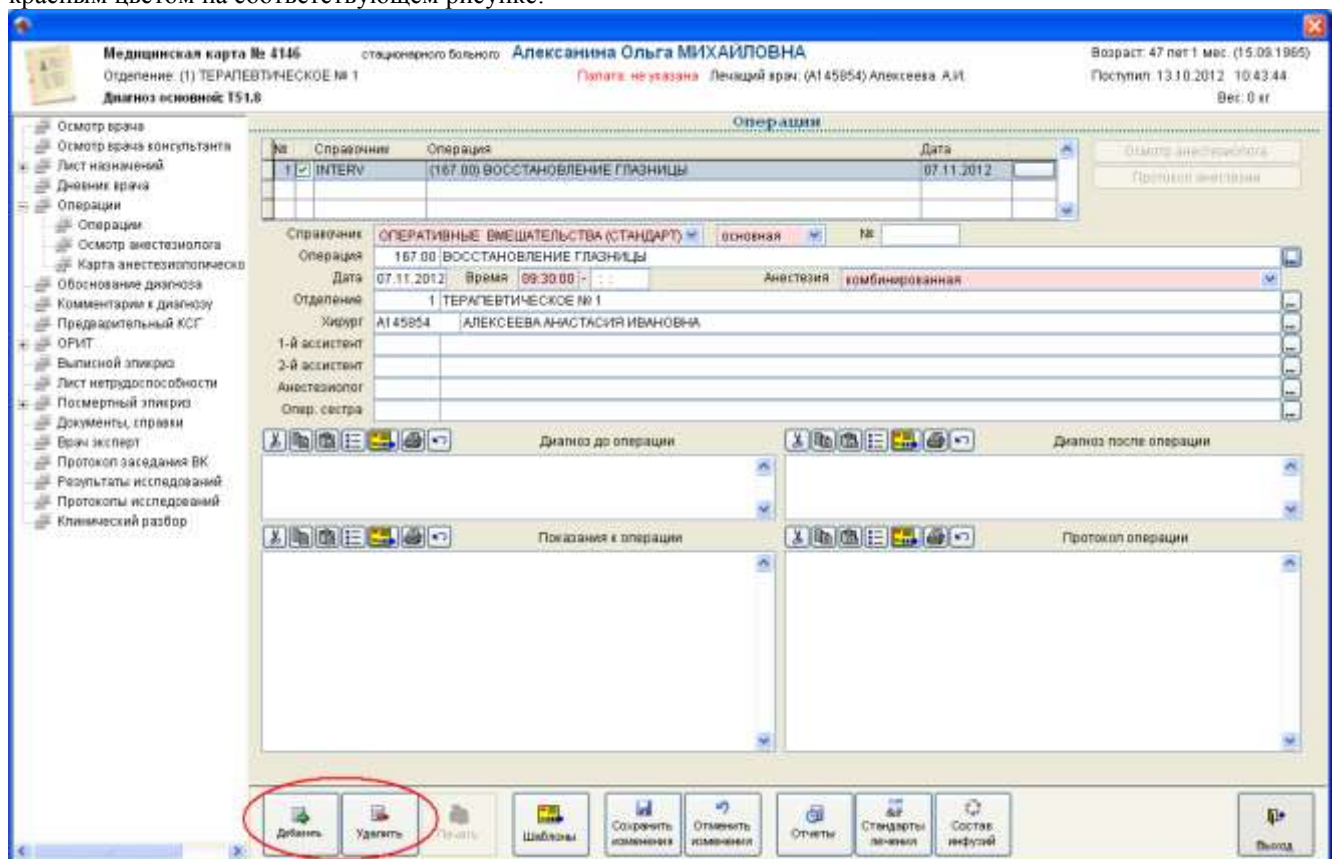 красным цветом на соответствующем рисунке.
Медицинская карта № 4146 стационарного больного Алексанина Ольга МИХАЙЛОВНА Возраст: 47 лет 1 мес. (15.09.1965)
Отделение: (1) ТЕРАПЕВТИЧЕСКОЕ № 1 Палата: не указана Лечащий врач: (А145854) Алексеева А.И. Поступил: 13.10.2012 10:43:44
Диагноз основной: T51.8 Вес: 0 кг
Осмотр врача
Осмотр врача консультанта
Лист назначений
Дневник врача
Операции
Операции
Осмотр анестезиолога
Карта анестезиологическо
Обоснование диагноза
Комментарии к диагнозу
Предварительный КСГ
ОРИТ
Выписной эпикриз
Лист нетрудоспособности
Посмертный эпикриз
Документы, справки
Врач эксперт
Протокол заседания ВК
Результаты исследований
Протоколы исследований
Клинический разбор
Операции
№ Справочник Операция Дата
1 INTERV (167.00) ВОССТАНОВЛЕНИЕ ГЛАЗНИЦЫ 07.11.2012
Осмотр анестезиолога
Протокол анестезии
Справочник ОПЕРАТИВНЫЕ ВМЕШАТЕЛЬСТВА (СТАНДАРТ) основная №
Операция 167.00 ВОССТАНОВЛЕНИЕ ГЛАЗНИЦЫ
Дата 07.11.2012 Время 09:30:00 - : : Анестезия комбинированная
Отделение 1 ТЕРАПЕВТИЧЕСКОЕ № 1
Хирург А145854 АЛЕКСЕЕВА АНАСТАСИЯ ИВАНОВНА
1-й ассистент
2-й ассистент
Анестезиолог
Опер. сестра
Диагноз до операции Диагноз после операции
Показания к операции Протокол операции
Добавить Удалить Печать Шаблоны Сохранить изменения Отменить изменения Отчеты Стандарты лечения Состав инфузий Выход